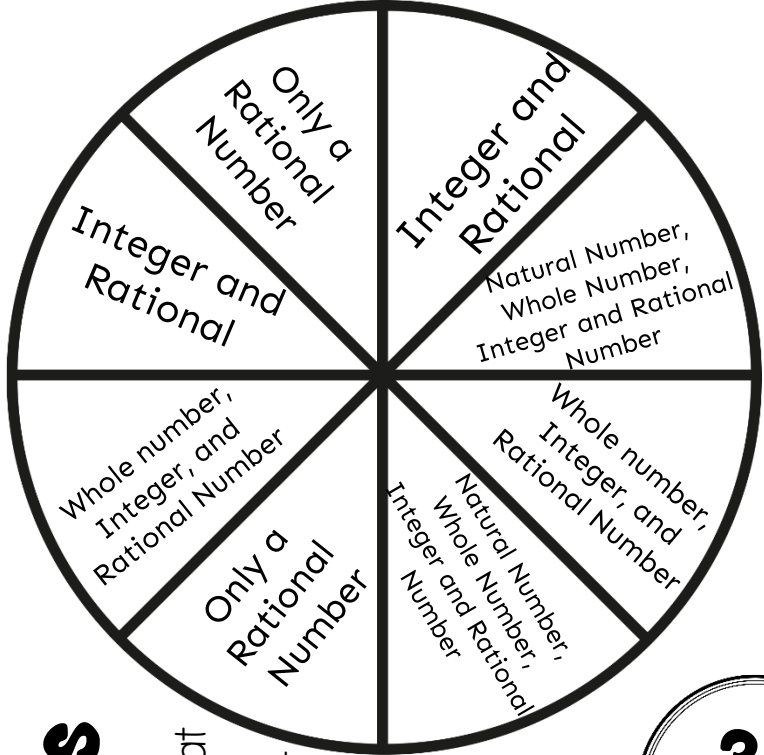 Only a
Rational
Number
Integer and
Rational
Natural Number,
Whole Number,
Integer and Rational
Number
Whole number,
Integer, and
Rational Number
Natural Number,
Whole Number,
Integer and Rational
Number
Only a
Rational
Number
Whole number,
Integer, and
Rational Number
Integer and
Rational
S
at
3